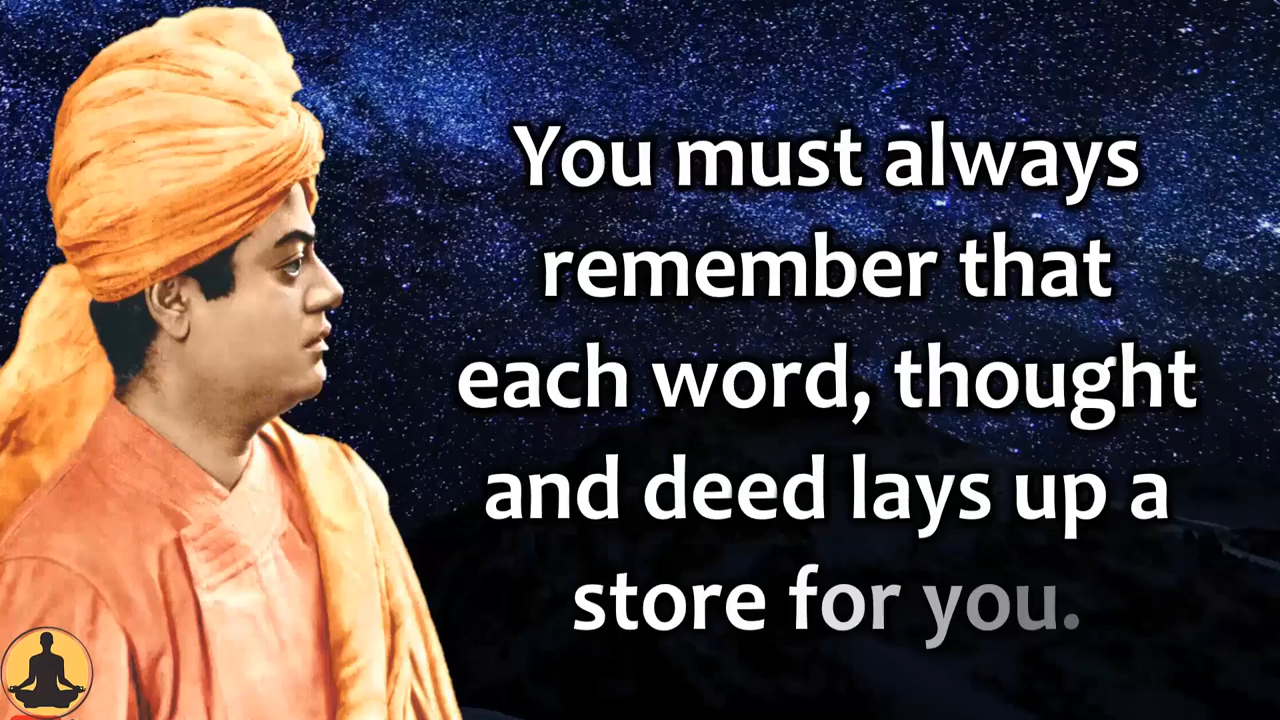 You must always
remember that
each word, thought
and deed lays up a
store for you.